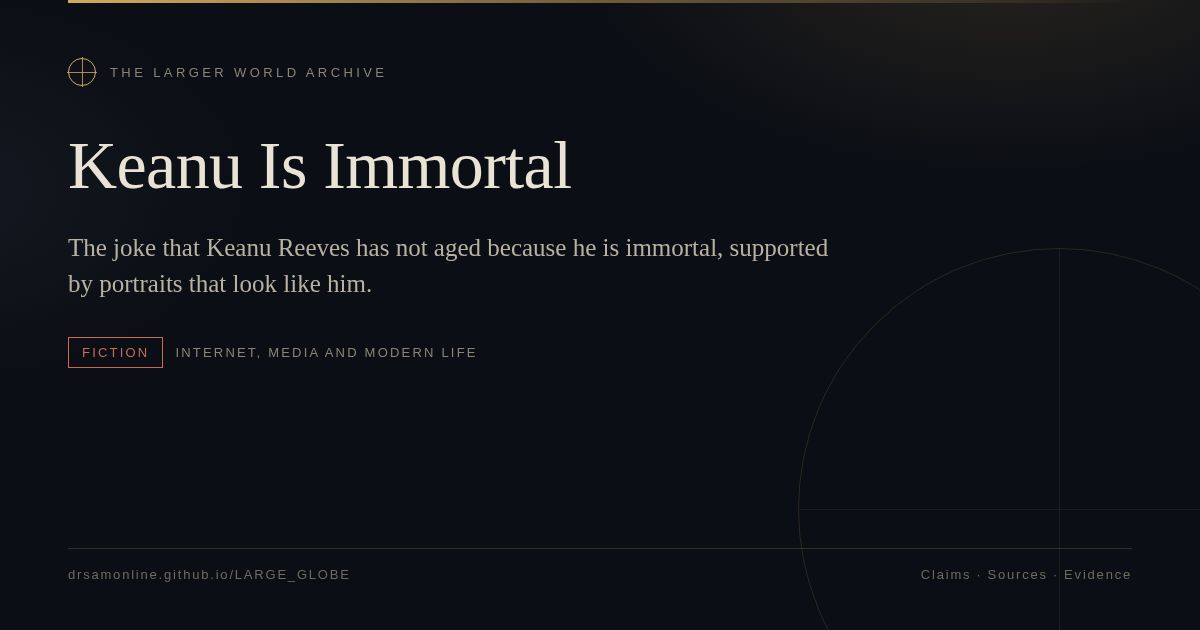 THE LARGER WORLD ARCHIVE
Keanu Is Immortal
The joke that Keanu Reeves has not aged because he is immortal, supported
by portraits that look like him.
FICTION INTERNET, MEDIA AND MODERN LIFE
drsamonline.github.io/LARGE_GLOBE
Claims · Sources · Evidence